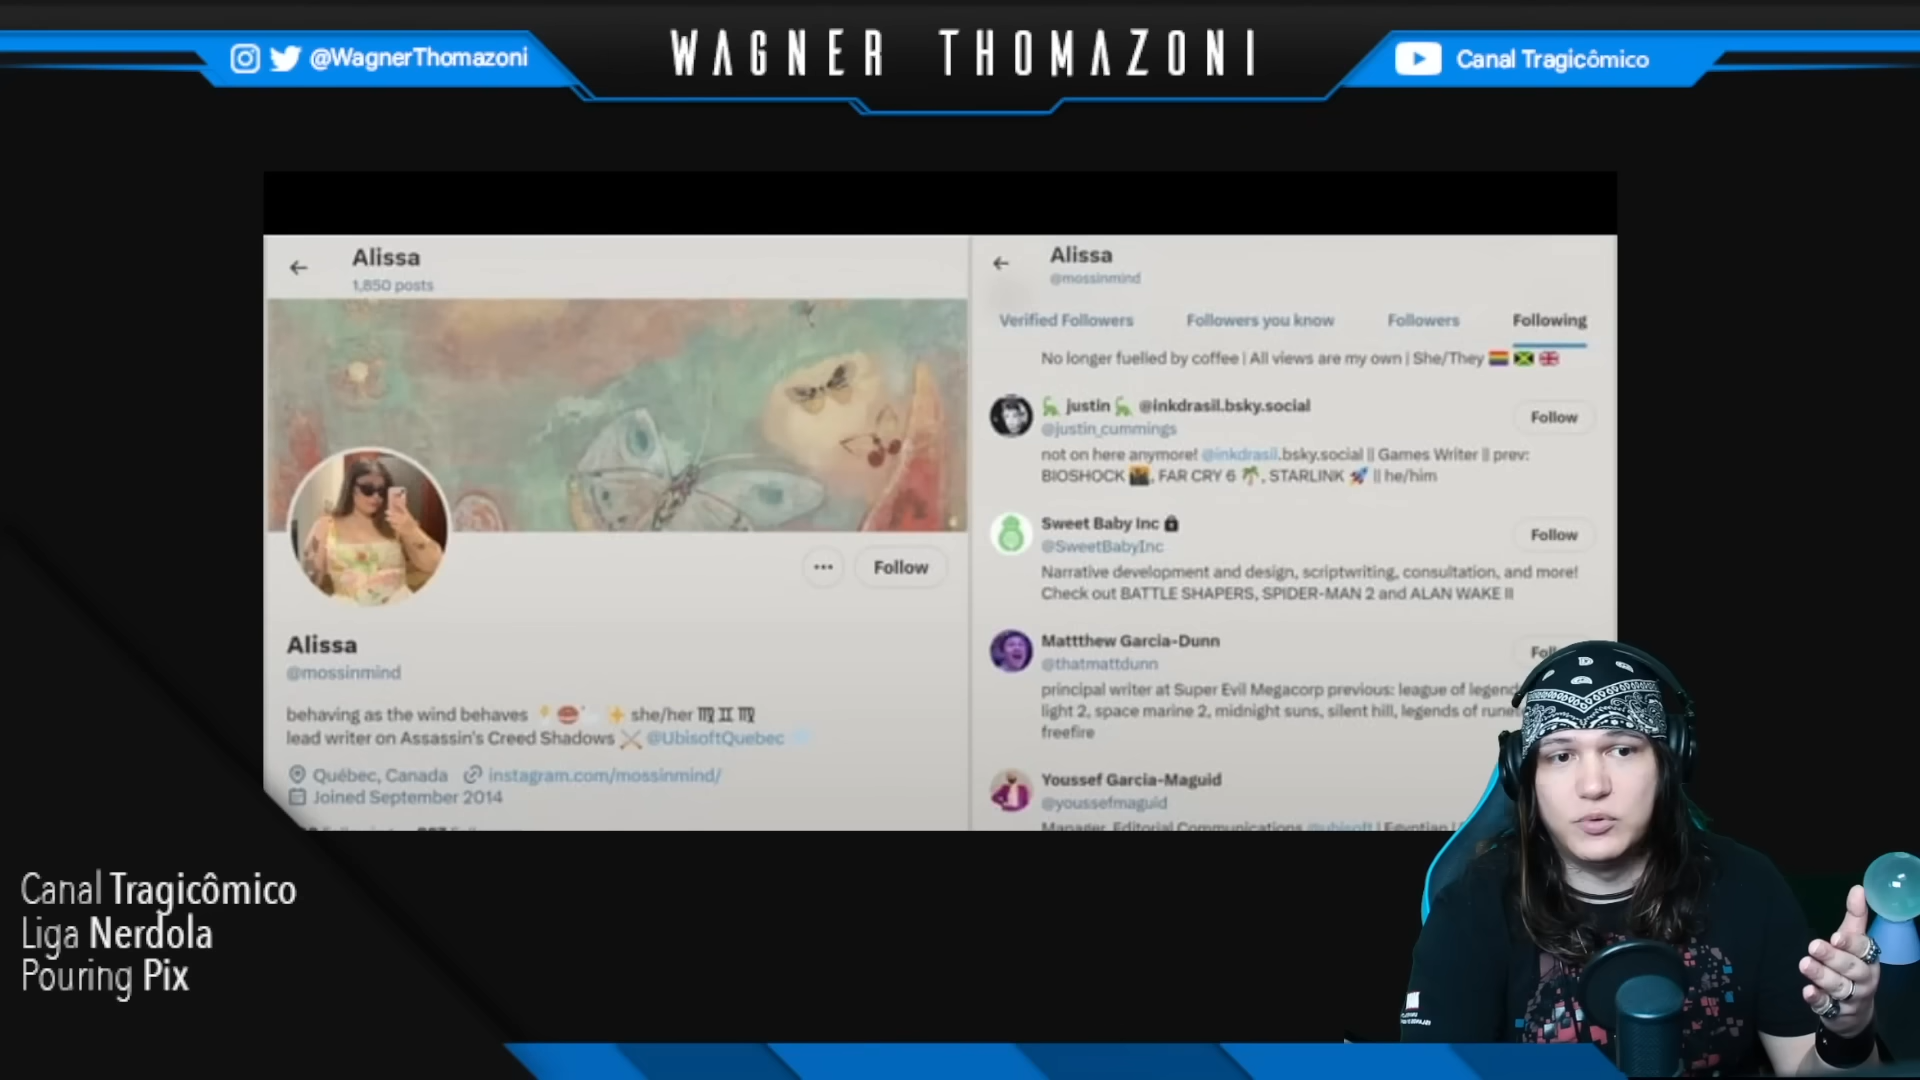 @WagnerThomazoni
WAGNER THOMAZONI
Canal Tragicômico
Alissa
1,850 posts
Follow
Alissa
@mossinmind
behaving as the wind behaves she/her ♍ ♊ ♍
lead writer on Assassin's Creed Shadows ⚔ @UbisoftQuebec
Québec, Canada instagram.com/mossinmind/
Joined September 2014
Alissa
@mossinmind
Verified Followers Followers you know Followers Following
No longer fuelled by coffee | All views are my own | She/They
justin @inkdrasil.bsky.social
@justin_cummings
Follow
not on here anymore! @inkdrasil.bsky.social || Games Writer || prev:
BIOSHOCK, FAR CRY 6, STARLINK || he/him
Sweet Baby Inc
@SweetBabyInc
Follow
Narrative development and design, scriptwriting, consultation, and more!
Check out BATTLE SHAPERS, SPIDER-MAN 2 and ALAN WAKE II
Mattthew Garcia-Dunn
@thatmattdunn
principal writer at Super Evil Megacorp previous: league of legend
light 2, space marine 2, midnight suns, silent hill, legends of rune
freefire
Youssef Garcia-Maguid
@youssefmaguid
Manager, Editorial Communications @ubisoft | Egyptian
Canal Tragicômico
Liga Nerdola
Pouring Pix